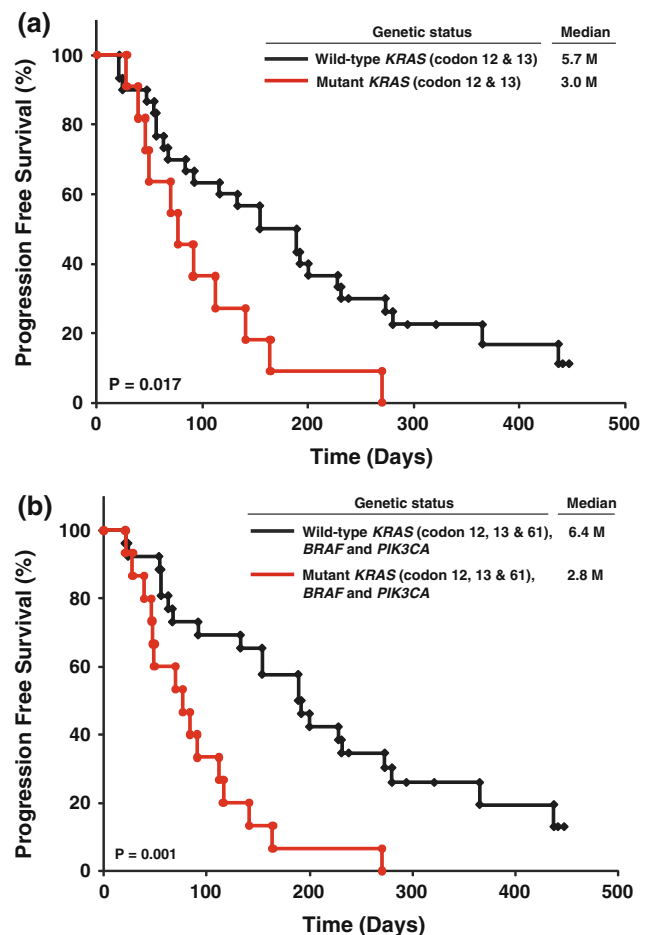 (a)
Genetic status Median
Wild-type KRAS (codon 12 & 13) 5.7 M
Mutant KRAS (codon 12 & 13) 3.0 M
Progression Free Survival (%)
100
80
60
40
20
0
P = 0.017
0 100 200 300 400 500
Time (Days)
(b)
Genetic status Median
Wild-type KRAS (codon 12, 13 & 61), 6.4 M
BRAF and PIK3CA
Mutant KRAS (codon 12, 13 & 61), 2.8 M
BRAF and PIK3CA
Progression Free Survival (%)
100
80
60
40
20
0
P = 0.001
0 100 200 300 400 500
Time (Days)